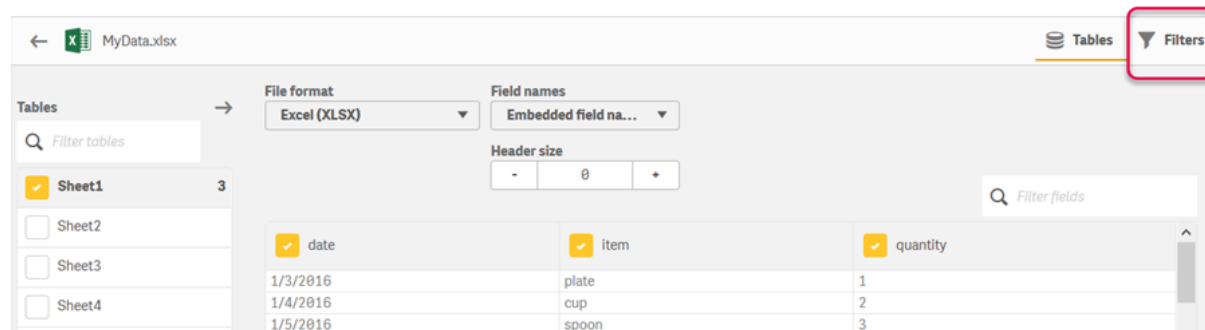 MyData.xlsx
Tables
Filters
Tables
Filter tables
Sheet1 3
Sheet2
Sheet3
Sheet4
File format
Excel (XLSX)
Field names
Embedded field na...
Header size
- 0 +
Filter fields
date item quantity
1/3/2016 plate 1
1/4/2016 cup 2
1/5/2016 spoon 3